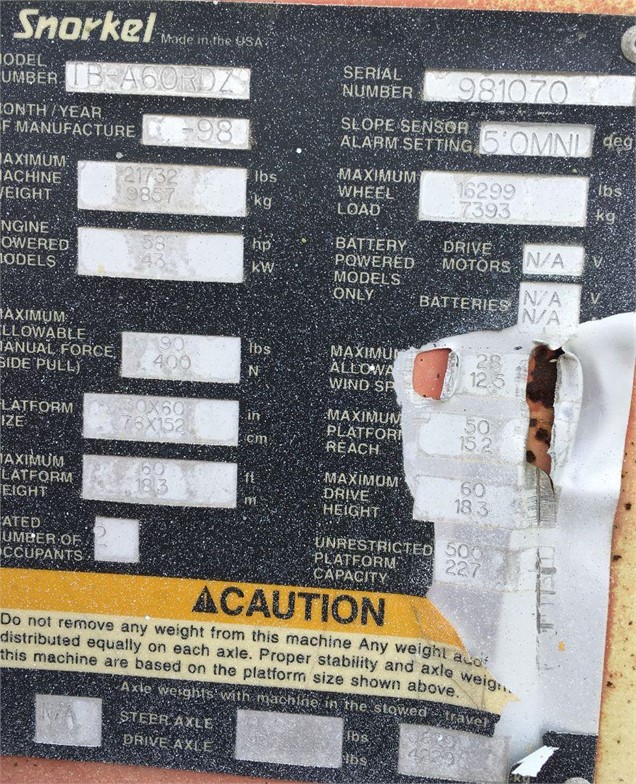 Snorkel Made in the USA
MODEL
NUMBER TB-A60RDZ
SERIAL
NUMBER 981070
MONTH / YEAR
OF MANUFACTURE -98
SLOPE SENSOR
ALARM SETTING 5°OMNI deg
MAXIMUM
MACHINE
WEIGHT
21732 lbs
9857 kg
MAXIMUM
WHEEL
LOAD
16299 lbs
7393 kg
ENGINE
POWERED
MODELS
58 hp
43 kW
BATTERY
POWERED
MODELS
ONLY
DRIVE
MOTORS N/A V
BATTERIES N/A V
N/A
MAXIMUM
ALLOWABLE
MANUAL FORCE
(SIDE PULL)
90 lbs
400 N
MAXIMUM
ALLOWA
WIND SP
28
12.5
PLATFORM
SIZE
30X60 in
76X152 cm
MAXIMUM
PLATFOR
REACH
50
15.2
MAXIMUM
PLATFORM
HEIGHT
60 ft
18.3 m
MAXIMUM
DRIVE
HEIGHT
60
18.3
RATED
NUMBER OF
OCCUPANTS
2
UNRESTRICTED
PLATFORM
CAPACITY
500
227
CAUTION
Do not remove any weight from this machine Any weight
distributed equally on each axle. Proper stability and axle weigh
this machine are based on the platform size shown above.
Axle weights with machine in the stowed travel
N/A
STEER AXLE lbs
DRIVE AXLE lbs